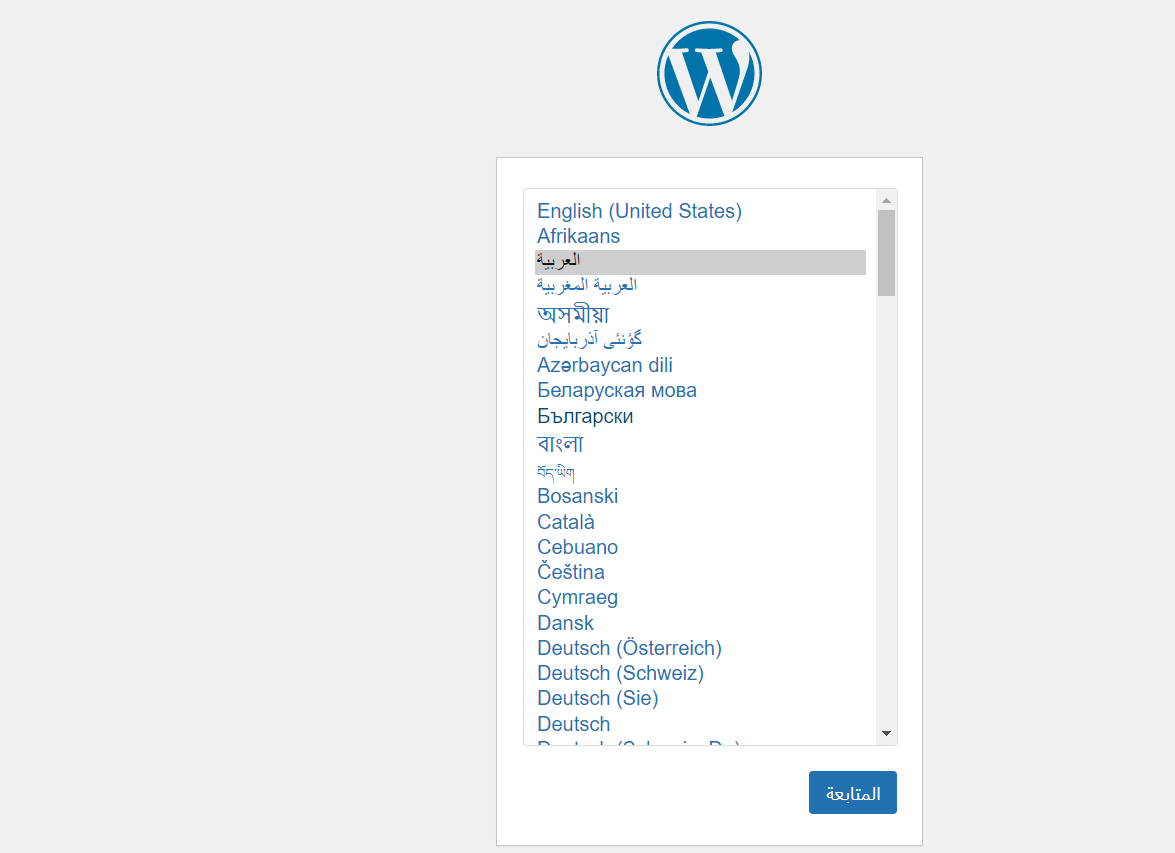 English (United States)
Afrikaans
العربية
العربية المغربية
অসমীয়া
گؤنئی آذربایجان
Azərbaycan dili
Беларуская мова
Български
বাংলা
བོད་ཡིག
Bosanski
Català
Cebuano
Čeština
Cymraeg
Dansk
Deutsch (Österreich)
Deutsch (Schweiz)
Deutsch (Sie)
Deutsch
المتابعة